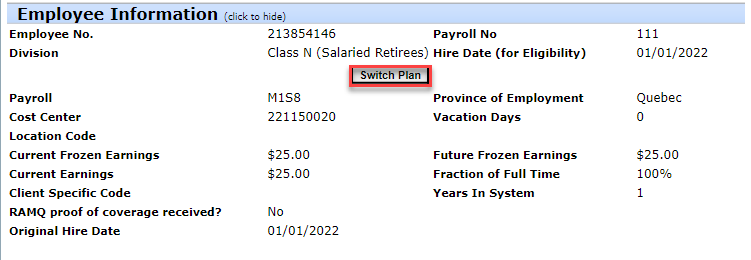 Employee Information (click to hide)
Employee No. 213854146 Payroll No 111
Division Class N (Salaried Retirees) Hire Date (for Eligibility) 01/01/2022
Switch Plan
Payroll M1S8 Province of Employment Quebec
Cost Center 221150020 Vacation Days 0
Location Code
Current Frozen Earnings $25.00 Future Frozen Earnings $25.00
Current Earnings $25.00 Fraction of Full Time 100%
Client Specific Code Years In System 1
RAMQ proof of coverage received? No
Original Hire Date 01/01/2022